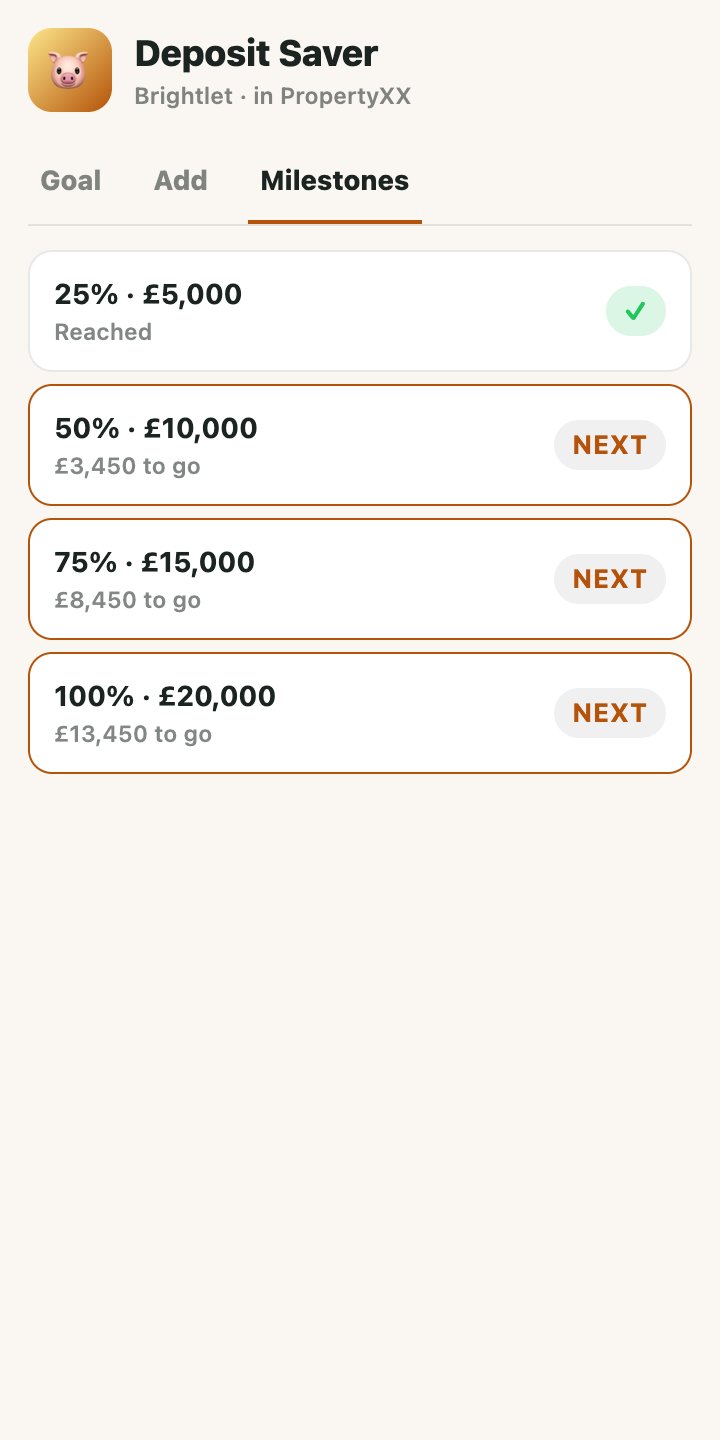 Deposit Saver
Brightlet · in PropertyXX
Goal Add Milestones
25% · £5,000
Reached
50% · £10,000
£3,450 to go
NEXT
75% · £15,000
£8,450 to go
NEXT
100% · £20,000
£13,450 to go
NEXT